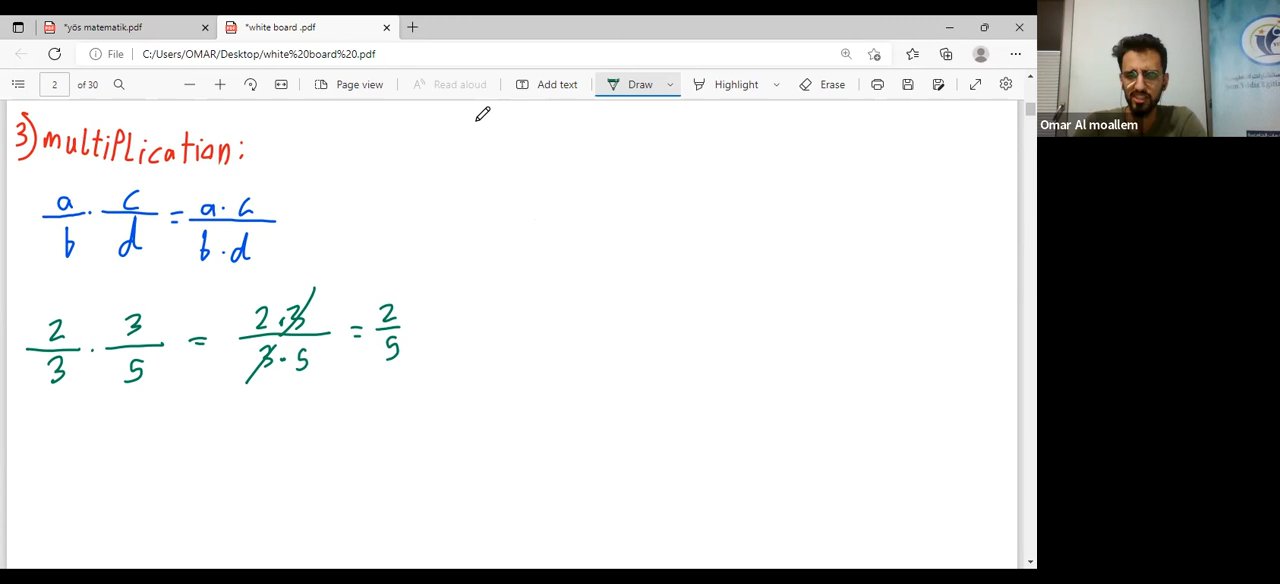 *yös matematik.pdf
*white board .pdf
File
C:/Users/OMAR/Desktop/white%20board%20.pdf
2 of 30
Page view
Read aloud
Add text
Draw
Highlight
Erase
Omar Al moallem
3) multiplication:
a/b · c/d = a · c / b · d
2/3 · 3/5 = 2 · 3 / 3 · 5 = 2/5